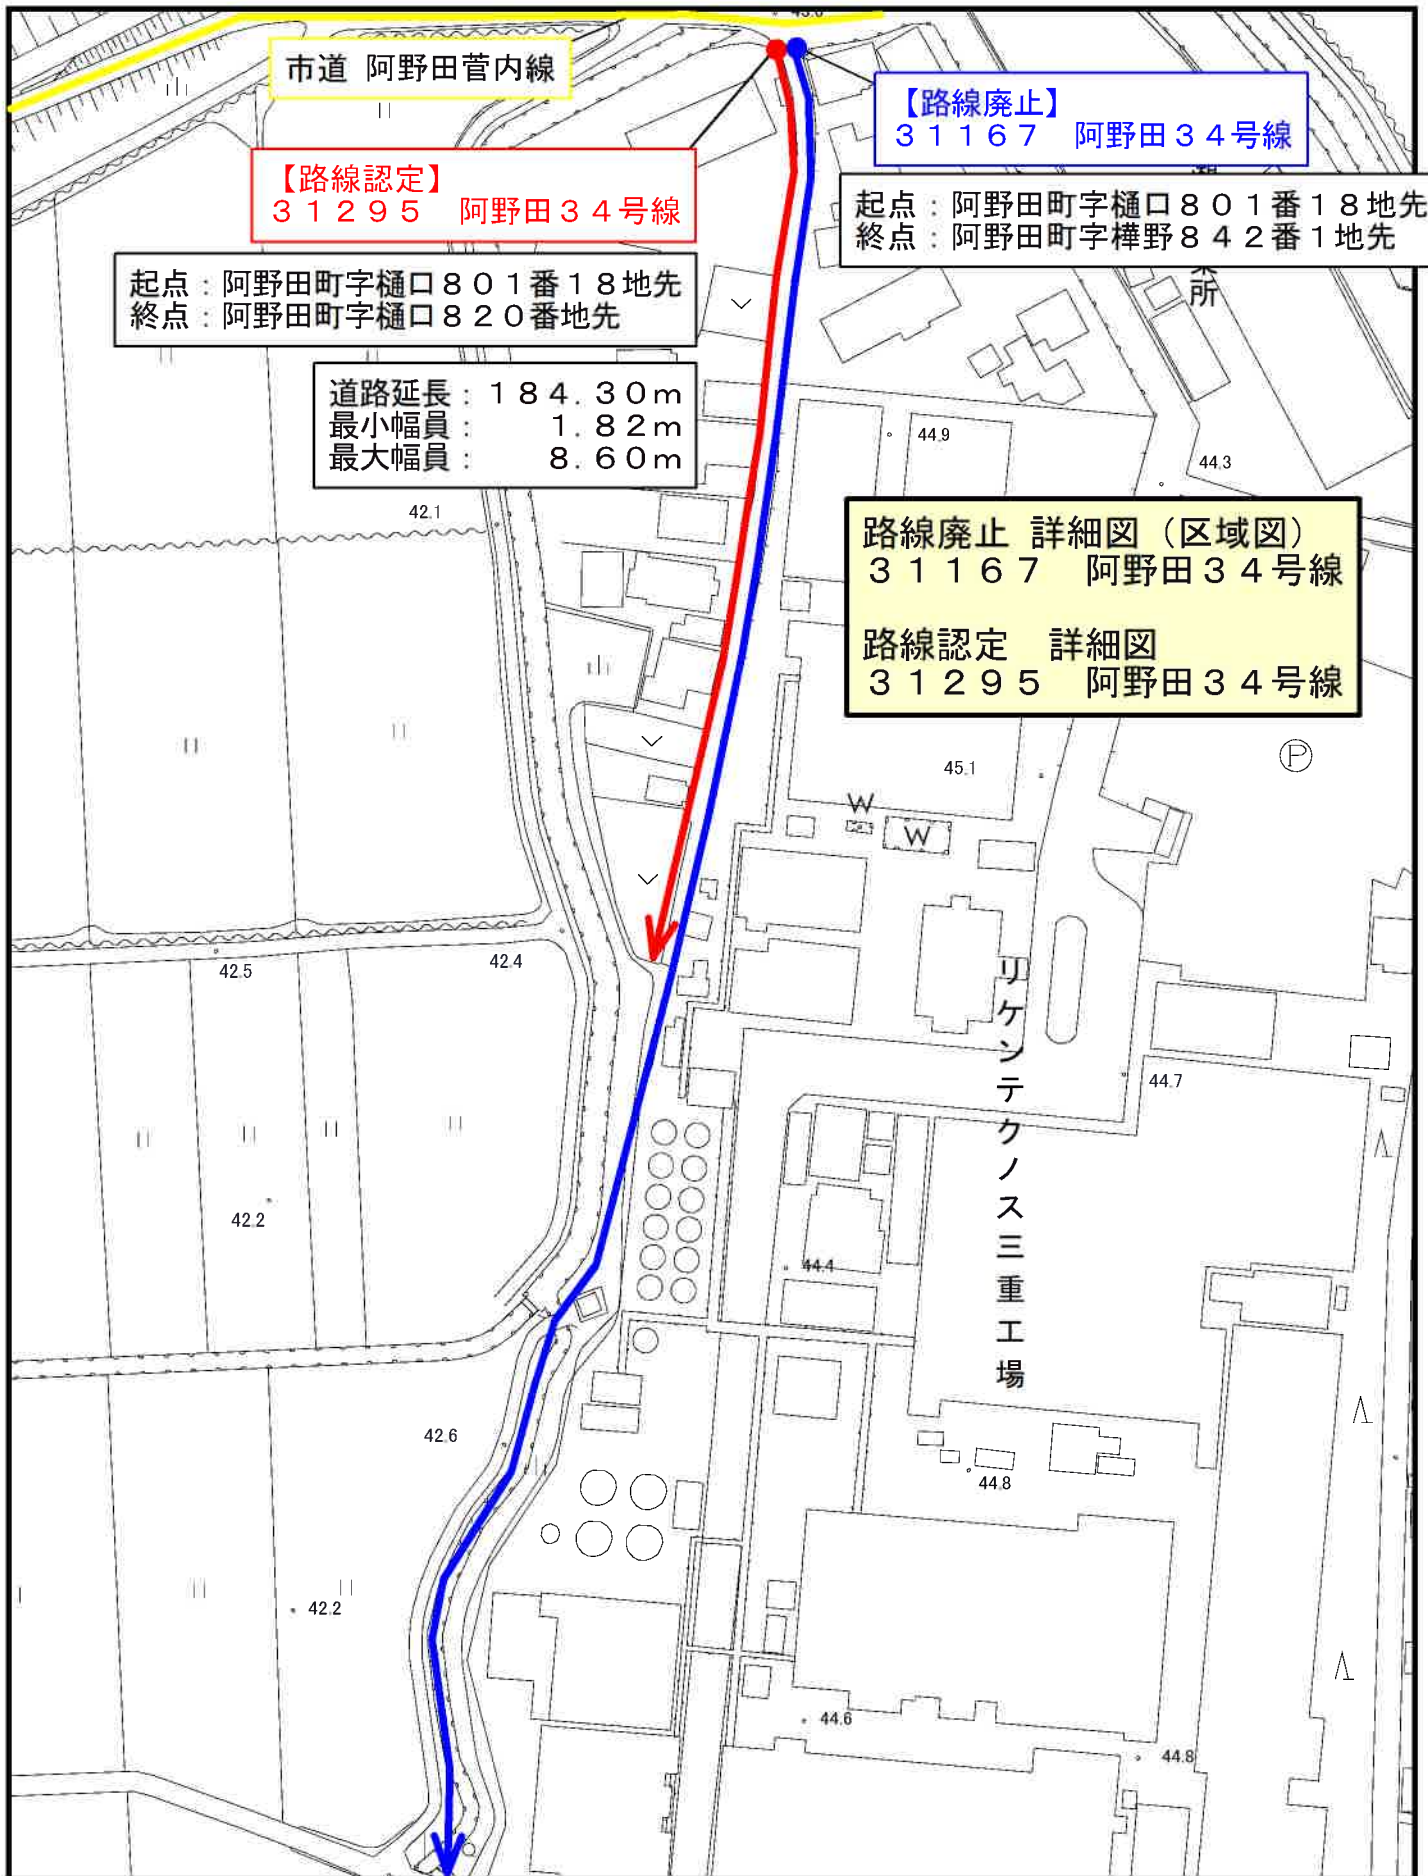 市道 阿野田菅内線
【路線廃止】
31167 阿野田34号線
【路線認定】
31295 阿野田34号線
起点：阿野田町字樋口801番18地先
終点：阿野田町字樺野842番1地先
起点：阿野田町字樋口801番18地先
終点：阿野田町字樋口820番地先
道路延長：184.30m
最小幅員： 1.82m
最大幅員： 8.60m
所
44.9
44.3
42.1
路線廃止 詳細図（区域図）
31167 阿野田34号線
路線認定 詳細図
31295 阿野田34号線
45.1
P
W
W
42.5
42.4
リケンテクノス三重工場
44.7
42.2
44.4
42.6
44.8
42.2
44.6
44.8